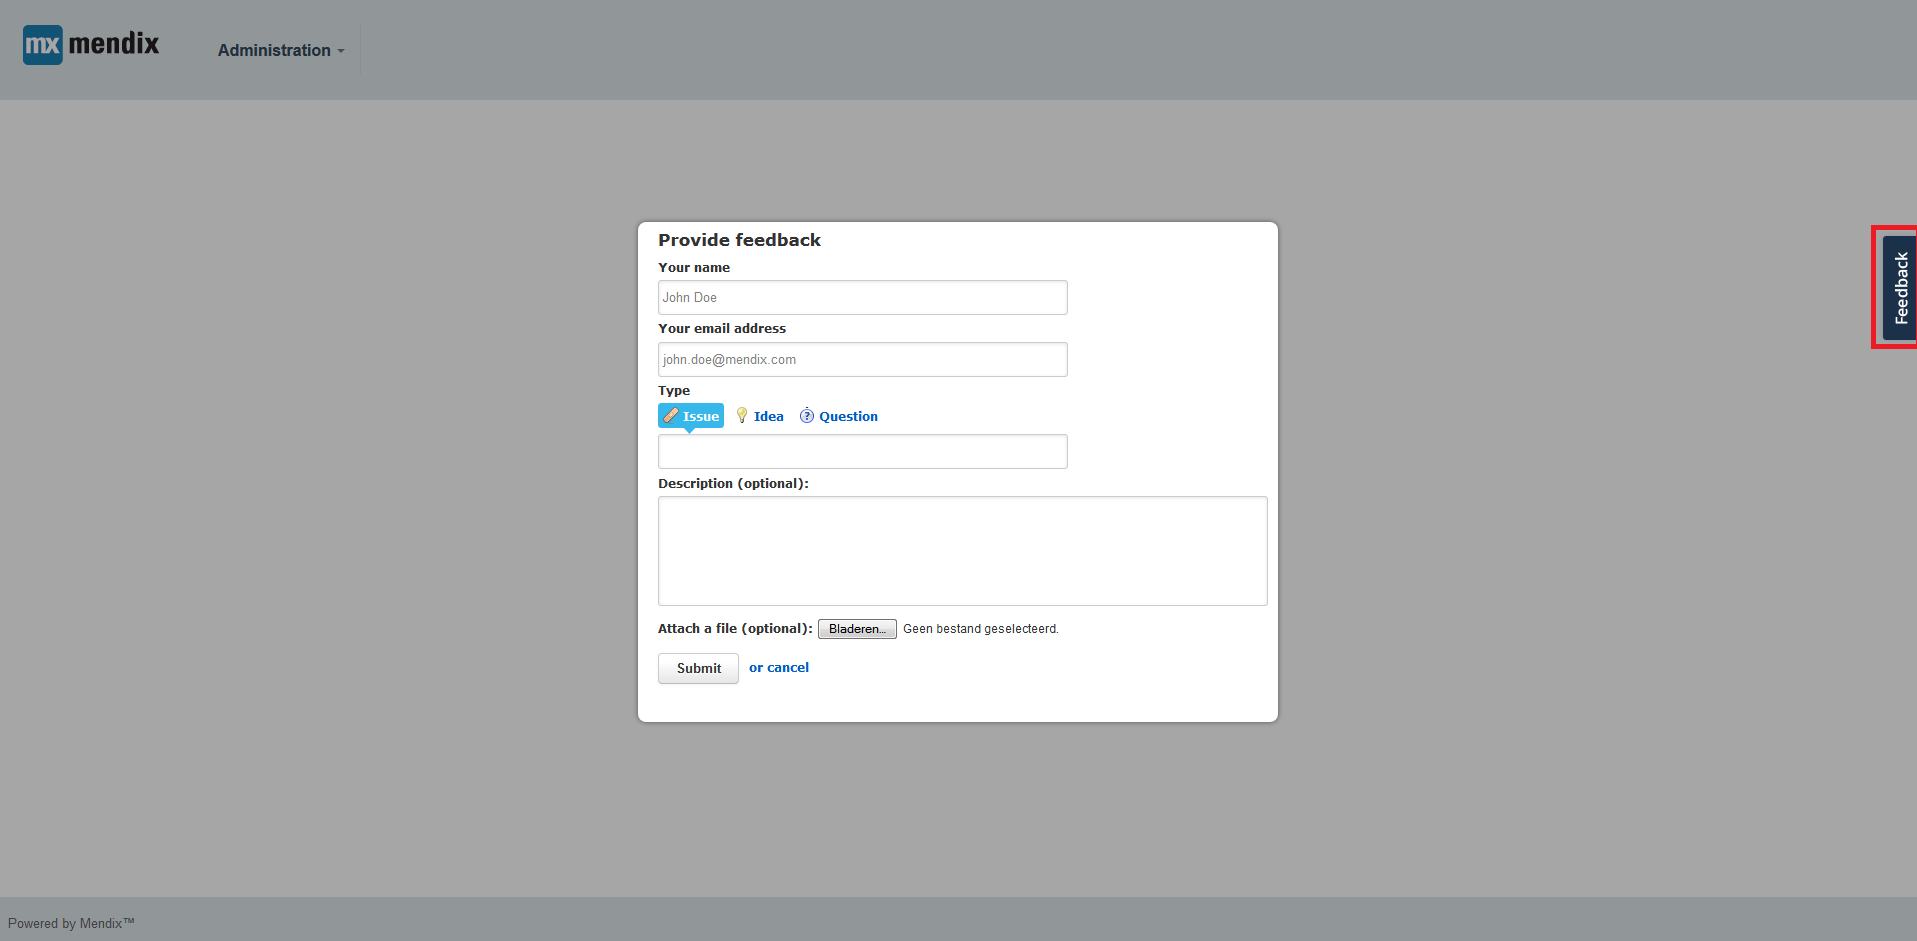 mx mendix
Administration
Provide feedback
Your name
John Doe
Your email address
john.doe@mendix.com
Type
Issue Idea ? Question
Description (optional):
Attach a file (optional): Bladeren... Geen bestand geselecteerd.
Submit or cancel
Feedback
Powered by Mendix™